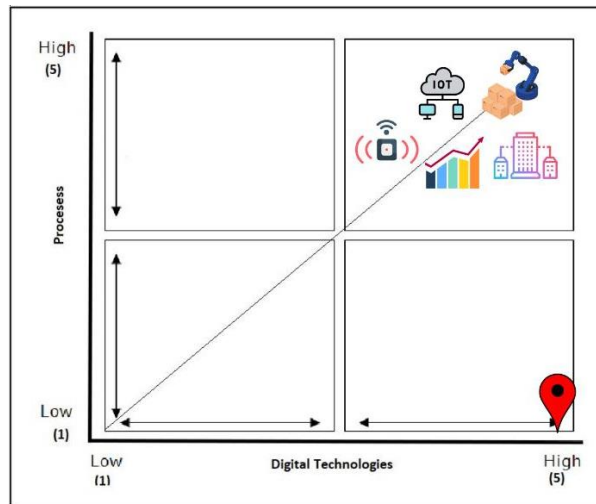 High
(5)
IOT
Procesess
Low
(1)
Low
(1)
Digital Technologies
High
(5)